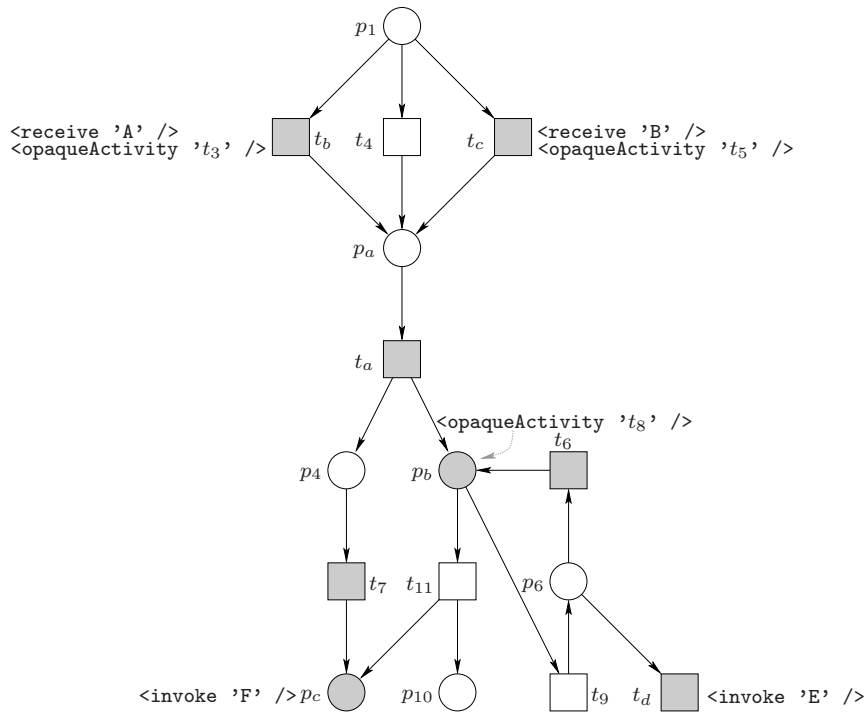 p1
<receive 'A' />
<opaqueActivity 't3' />
tb
t4
tc
<receive 'B' />
<opaqueActivity 't5' />
pa
ta
<opaqueActivity 't8' />
t6
p4
pb
t7
t11
p6
<invoke 'F' />
pc
p10
t9
td
<invoke 'E' />